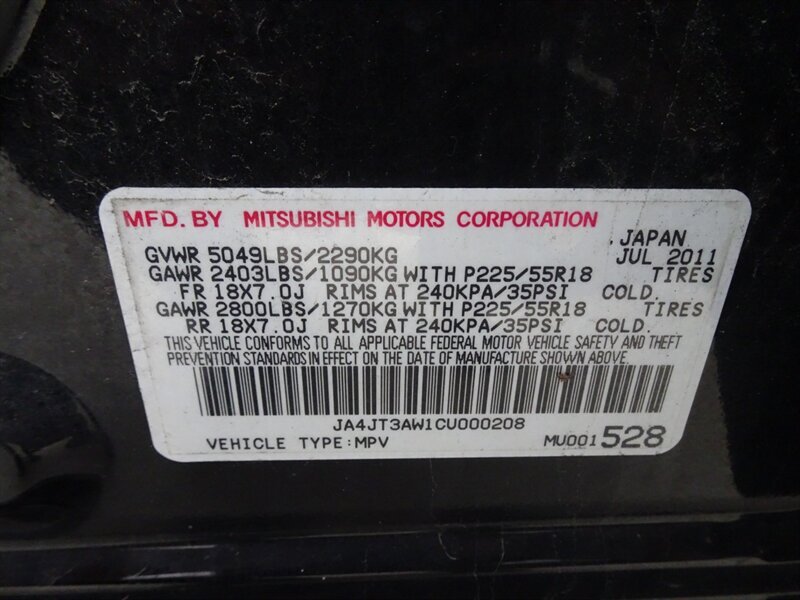 MFD. BY MITSUBISHI MOTORS CORPORATION
JAPAN
GVWR 5049LBS/2290KG JUL 2011
GAWR 2403LBS/1090KG WITH P225/55R18 TIRES
FR 18X7.0J RIMS AT 240KPA/35PSI COLD.
GAWR 2800LBS/1270KG WITH P225/55R18 TIRES
RR 18X7.0J RIMS AT 240KPA/35PSI COLD.
THIS VEHICLE CONFORMS TO ALL APPLICABLE FEDERAL MOTOR VEHICLE SAFETY AND THEFT
PREVENTION STANDARDS IN EFFECT ON THE DATE OF MANUFACTURE SHOWN ABOVE.
JA4JT3AW1CU000208
VEHICLE TYPE:MPV MU001528